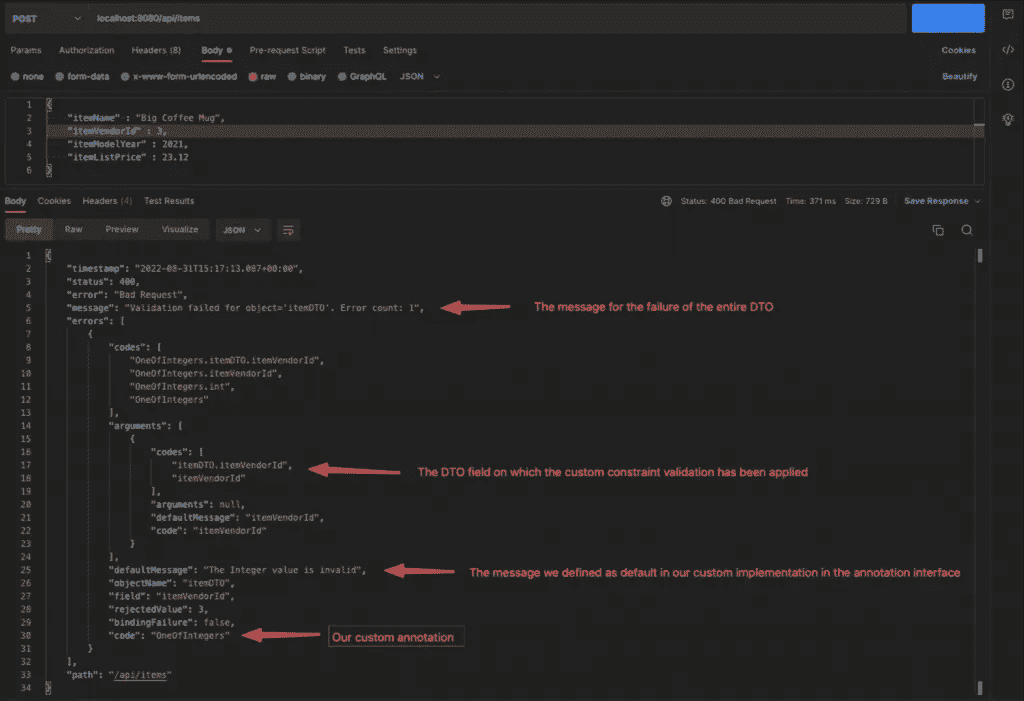 POST localhost:8080/api/items
Params Authorization Headers (8) Body Pre-request Script Tests Settings Cookies
none form-data x-www-form-urlencoded raw binary GraphQL JSON Beautify
1 {
2 "itemName" : "Big Coffee Mug",
3 "itemVendorId" : 3,
4 "itemModelYear" : 2021,
5 "itemListPrice" : 23.12
6 }
Body Cookies Headers (4) Test Results Status: 400 Bad Request Time: 371 ms Size: 729 B Save Response
Pretty Raw Preview Visualize JSON
1 {
2 "timestamp": "2022-08-31T15:17:13.087+00:00",
3 "status": 400,
4 "error": "Bad Request",
5 "message": "Validation failed for object='itemDTO'. Error count: 1", The message for the failure of the entire DTO
6 "errors": [
7 {
8 "codes": [
9 "OneOfIntegers.itemDTO.itemVendorId",
10 "OneOfIntegers.itemVendorId",
11 "OneOfIntegers.int",
12 "OneOfIntegers"
13 ],
14 "arguments": [
15 {
16 "codes": [
17 "itemDTO.itemVendorId", The DTO field on which the custom constraint validation has been applied
18 "itemVendorId"
19 ],
20 "arguments": null,
21 "defaultMessage": "itemVendorId",
22 "code": "itemVendorId"
23 }
24 ],
25 "defaultMessage": "The Integer value is invalid", The message we defined as default in our custom implementation in the annotation interface
26 "objectName": "itemDTO",
27 "field": "itemVendorId",
28 "rejectedValue": 3,
29 "bindingFailure": false,
30 "code": "OneOfIntegers" Our custom annotation
31 }
32 ],
33 "path": "/api/items"
34 }